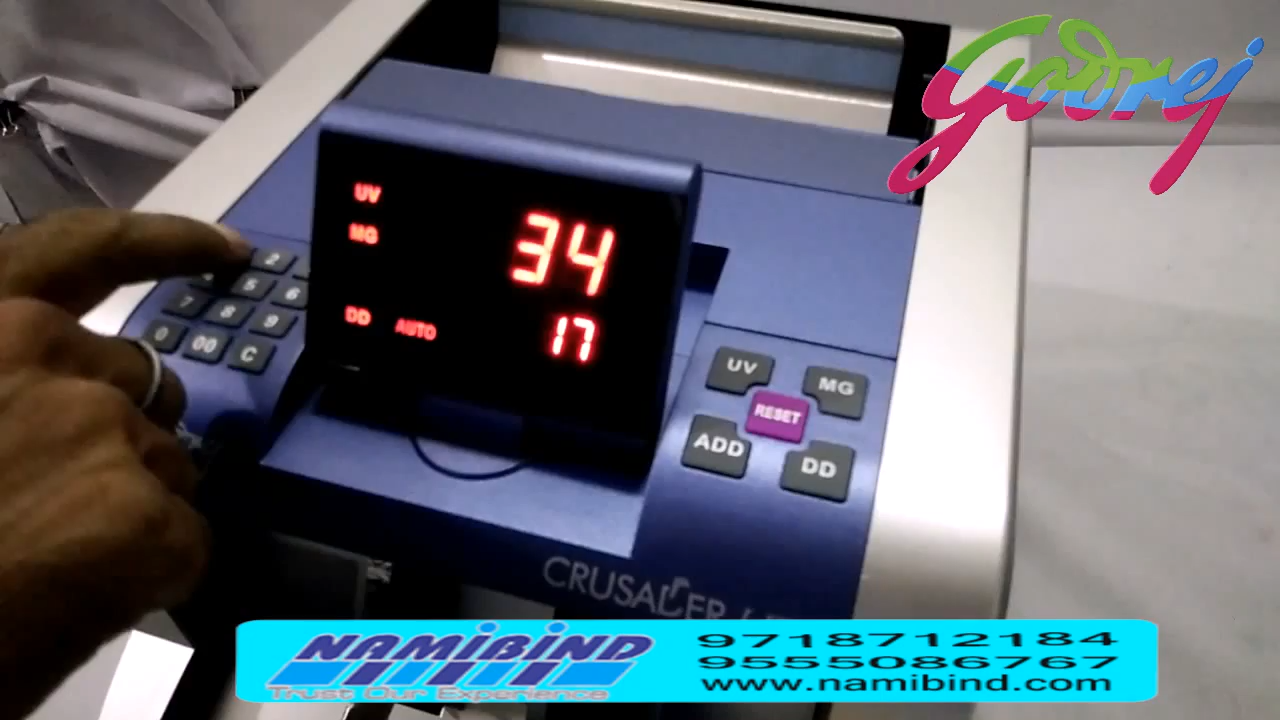 Godrej
UV
34
MG
DD AUTO 17
2
5 6
7 8 9
0 00 C
UV MG
RESET
ADD DD
CRUSADER
NAMIBIND
Trust Our Experience
9718712184
9555086767
www.namibind.com